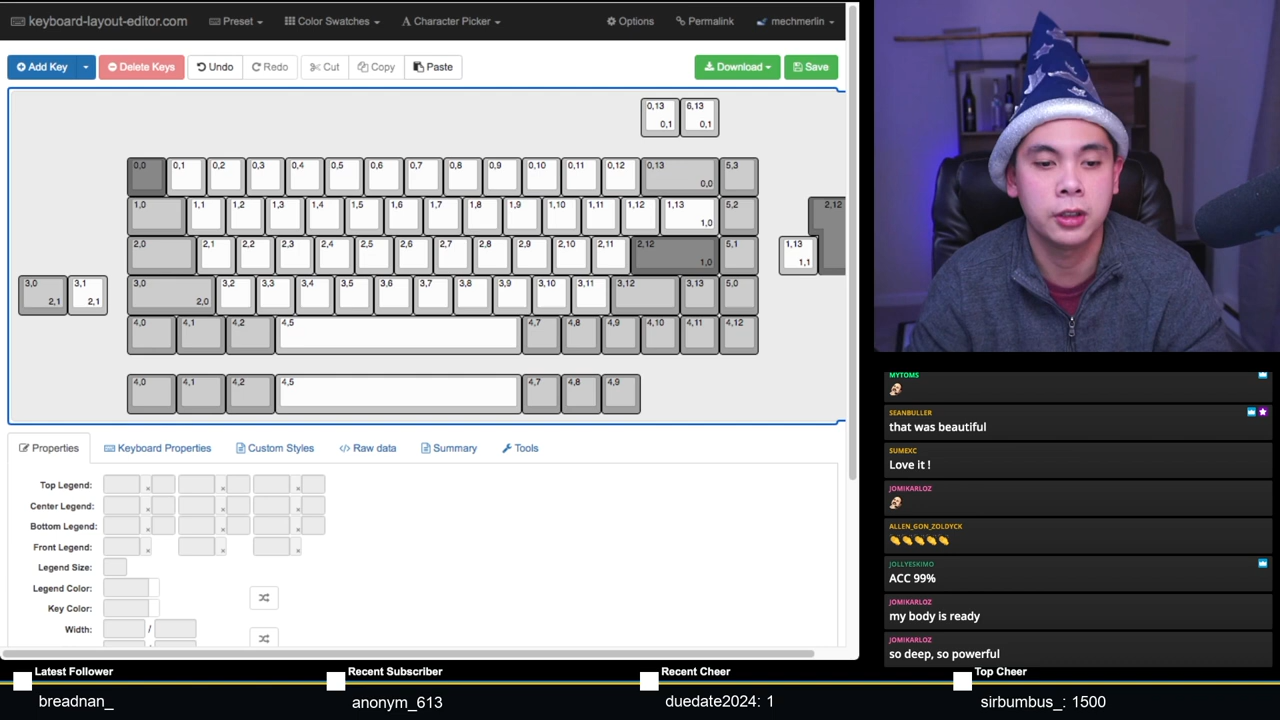 keyboard-layout-editor.com Preset Color Swatches Character Picker Options Permalink mechmerlin
Add Key Delete Keys Undo Redo Cut Copy Paste Download Save
0,13 0,1 6,13 0,1
0,0 0,1 0,2 0,3 0,4 0,5 0,6 0,7 0,8 0,9 0,10 0,11 0,12 0,13 0,0 5,3
1,0 1,1 1,2 1,3 1,4 1,5 1,6 1,7 1,8 1,9 1,10 1,11 1,12 1,13 1,0 5,2 2,12
2,0 2,1 2,2 2,3 2,4 2,5 2,6 2,7 2,8 2,9 2,10 2,11 2,12 1,0 5,1 1,13 1,1
3,0 2,1 3,1 2,1 3,0 2,0 3,2 3,3 3,4 3,5 3,6 3,7 3,8 3,9 3,10 3,11 3,12 3,13 5,0
4,0 4,1 4,2 4,5 4,7 4,8 4,9 4,10 4,11 4,12
4,0 4,1 4,2 4,5 4,7 4,8 4,9
Properties Keyboard Properties Custom Styles Raw data Summary Tools
Top Legend:
Center Legend:
Bottom Legend:
Front Legend:
Legend Size:
Legend Color:
Key Color:
Width: /
MYTOMS
SEANBULLER
that was beautiful
SUMEXC
Love it !
JOMIKARLOZ
ALLEN_GON_ZOLDYCK
JOLLYESKIMO
ACC 99%
JOMIKARLOZ
my body is ready
JOMIKARLOZ
so deep, so powerful
Latest Follower Recent Subscriber Recent Cheer Top Cheer
breadnan_ anonym_613 duedate2024: 1 sirbumbus_: 1500